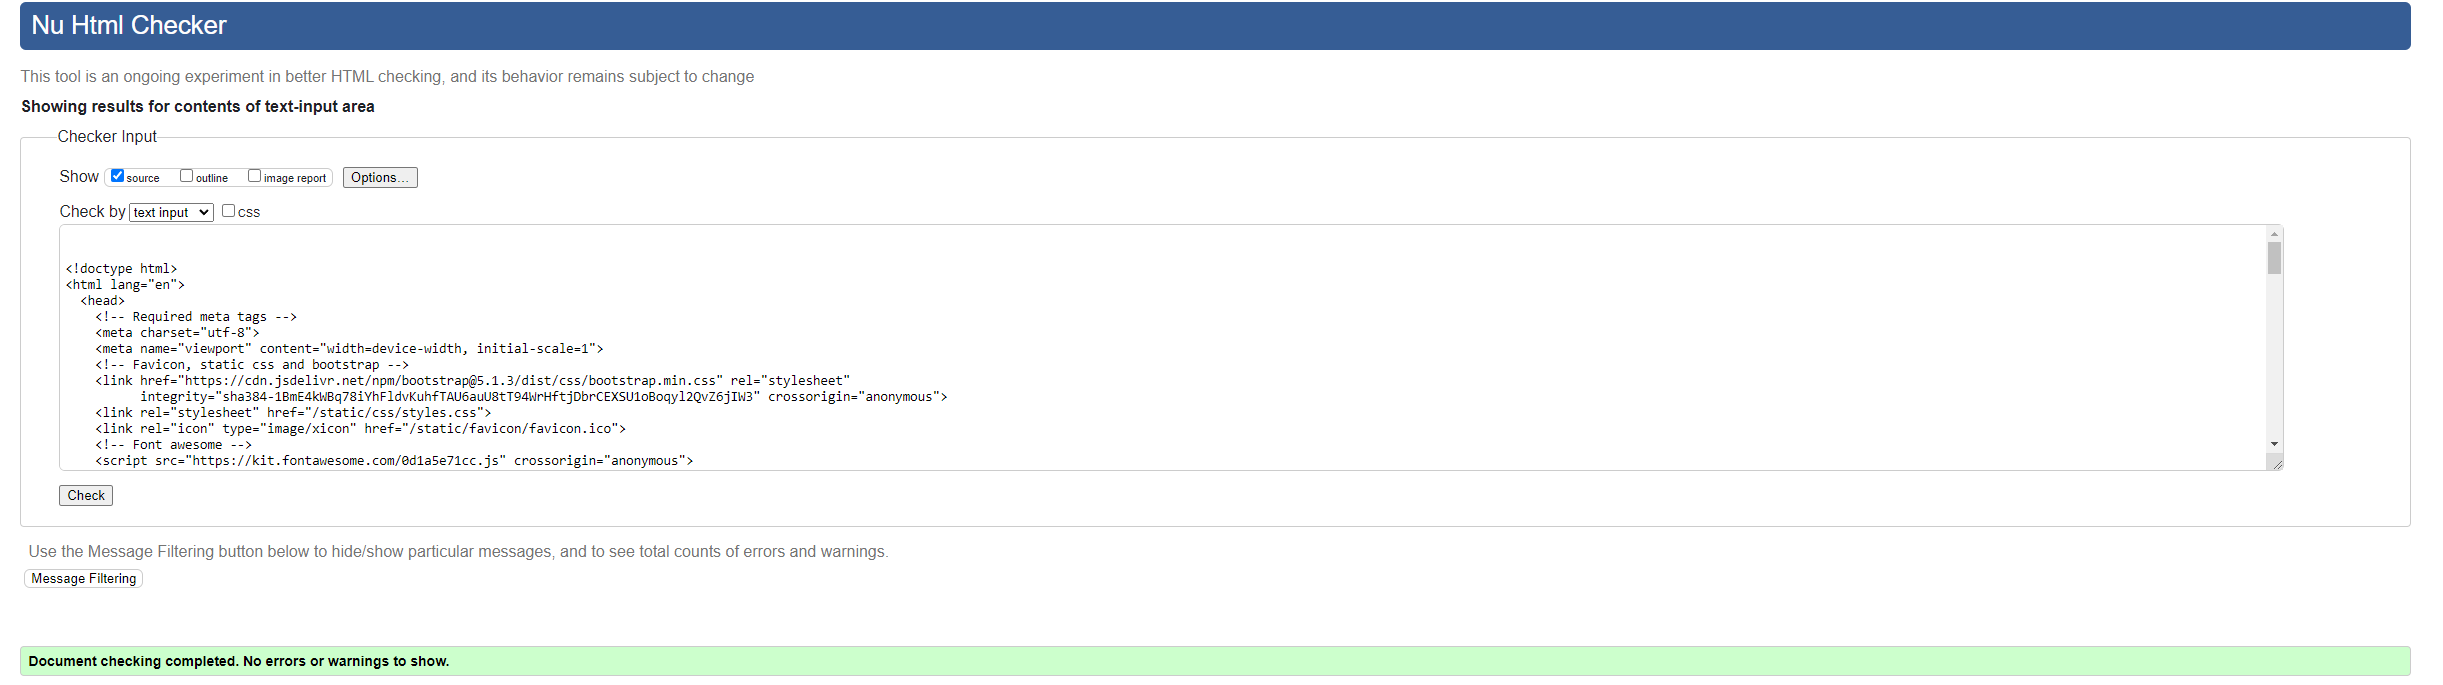 Nu Html Checker
This tool is an ongoing experiment in better HTML checking, and its behavior remains subject to change
Showing results for contents of text-input area
Checker Input
Show source outline image report Options...
Check by text input css
<!doctype html>
<html lang="en">
<head>
<!-- Required meta tags -->
<meta charset="utf-8">
<meta name="viewport" content="width=device-width, initial-scale=1">
<!-- Favicon, static css and bootstrap -->
<link href="https://cdn.jsdelivr.net/npm/bootstrap@5.1.3/dist/css/bootstrap.min.css" rel="stylesheet"
integrity="sha384-1BmE4kWBq78iYhFldvKuhfTAU6auU8tT94WrHftjDbrCEXSU1oBoqyl2QvZ6jIW3" crossorigin="anonymous">
<link rel="stylesheet" href="/static/css/styles.css">
<link rel="icon" type="image/xicon" href="/static/favicon/favicon.ico">
<!-- Font awesome -->
<script src="https://kit.fontawesome.com/0d1a5e71cc.js" crossorigin="anonymous">
Check
Use the Message Filtering button below to hide/show particular messages, and to see total counts of errors and warnings.
Message Filtering
Document checking completed. No errors or warnings to show.